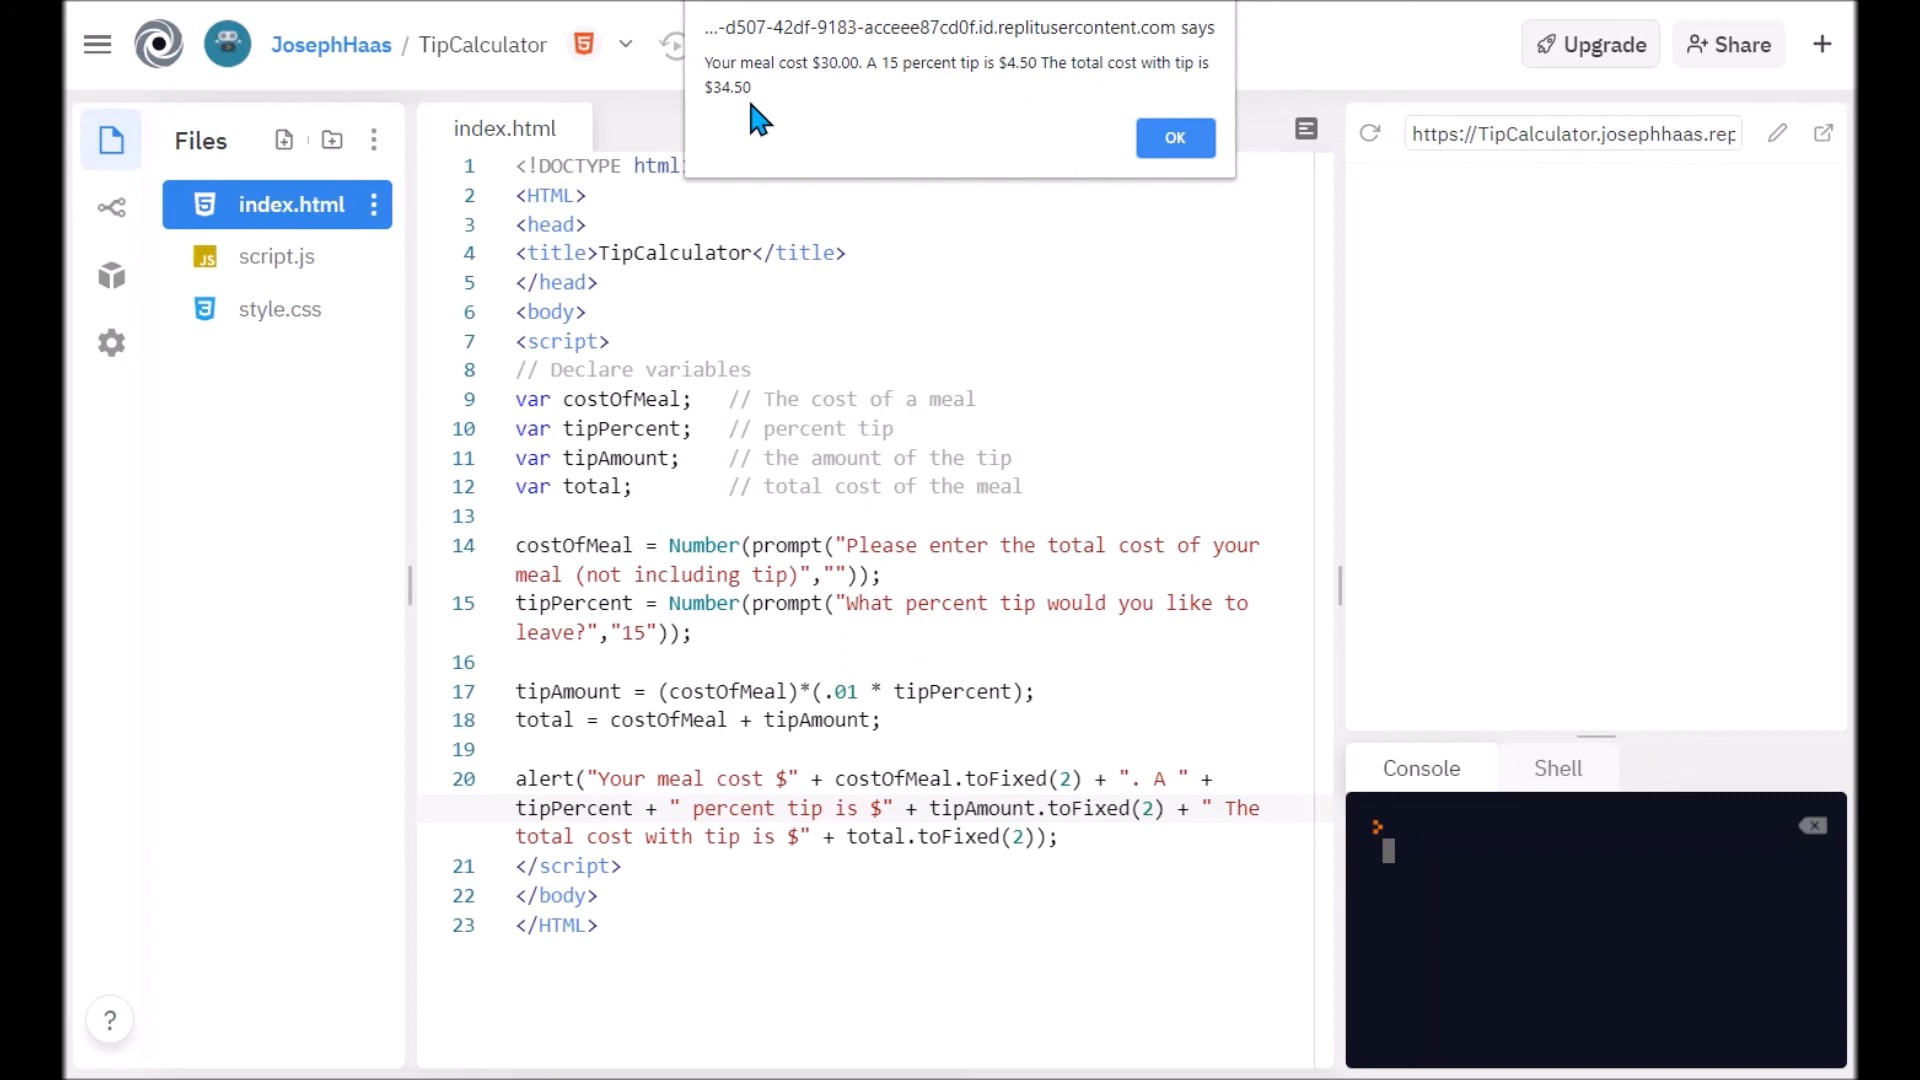 JosephHaas / TipCalculator
Upgrade
Share
...-d507-42df-9183-acceee87cd0f.id.replitusercontent.com says
Your meal cost $30.00. A 15 percent tip is $4.50 The total cost with tip is
$34.50
OK
Files
index.html
script.js
JS
style.css
?
index.html
1 <!DOCTYPE html
2 <HTML>
3 <head>
4 <title>TipCalculator</title>
5 </head>
6 <body>
7 <script>
8 // Declare variables
9 var costOfMeal; // The cost of a meal
10 var tipPercent; // percent tip
11 var tipAmount; // the amount of the tip
12 var total; // total cost of the meal
13
14 costOfMeal = Number(prompt("Please enter the total cost of your
meal (not including tip)",""));
15 tipPercent = Number(prompt("What percent tip would you like to
leave?","15"));
16
17 tipAmount = (costOfMeal)*(.01 * tipPercent);
18 total = costOfMeal + tipAmount;
19
20 alert("Your meal cost $" + costOfMeal.toFixed(2) + ". A " +
tipPercent + " percent tip is $" + tipAmount.toFixed(2) + " The
total cost with tip is $" + total.toFixed(2));
21 </script>
22 </body>
23 </HTML>
https://TipCalculator.josephhaas.rep
Console
Shell